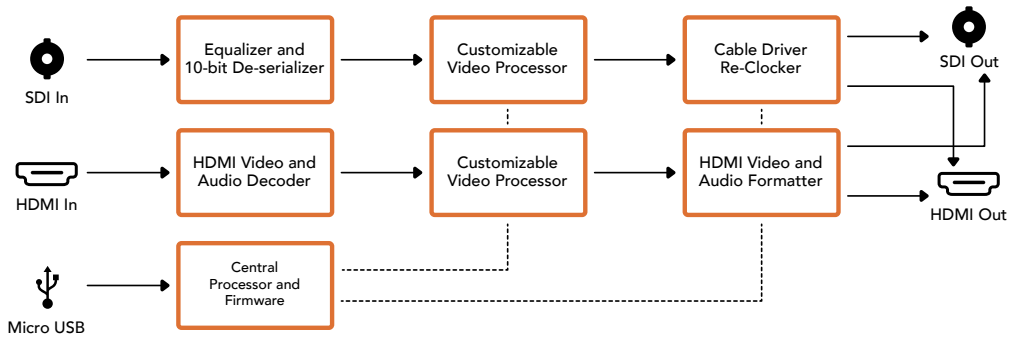 SDI In
Equalizer and
10-bit De-serializer
Customizable
Video Processor
Cable Driver
Re-Clocker
SDI Out
HDMI In
HDMI Video and
Audio Decoder
Customizable
Video Processor
HDMI Video and
Audio Formatter
HDMI Out
Micro USB
Central
Processor and
Firmware